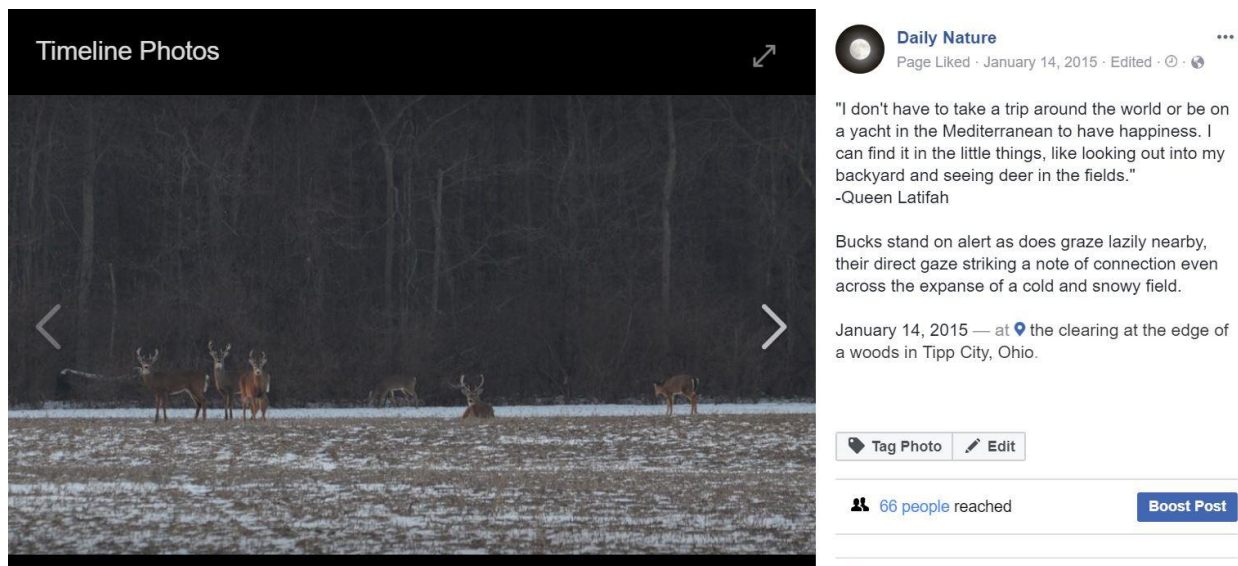 Timeline Photos
Daily Nature
Page Liked · January 14, 2015 · Edited ·
"I don't have to take a trip around the world or be on
a yacht in the Mediterranean to have happiness. I
can find it in the little things, like looking out into my
backyard and seeing deer in the fields."
-Queen Latifah
Bucks stand on alert as does graze lazily nearby,
their direct gaze striking a note of connection even
across the expanse of a cold and snowy field.
January 14, 2015 — at the clearing at the edge of
a woods in Tipp City, Ohio.
Tag Photo Edit
66 people reached Boost Post